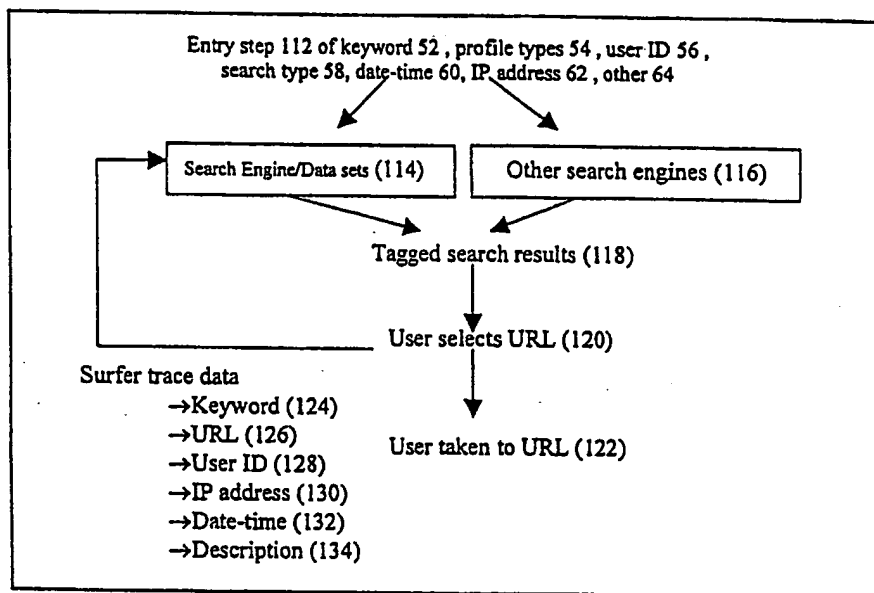 Entry step 112 of keyword 52 , profile types 54 , user ID 56 ,
search type 58, date-time 60, IP address 62 , other 64
Search Engine/Data sets (114)
Other search engines (116)
Tagged search results (118)
User selects URL (120)
Surfer trace data
→Keyword (124)
→URL (126)
User taken to URL (122)
→User ID (128)
→IP address (130)
→Date-time (132)
→Description (134)